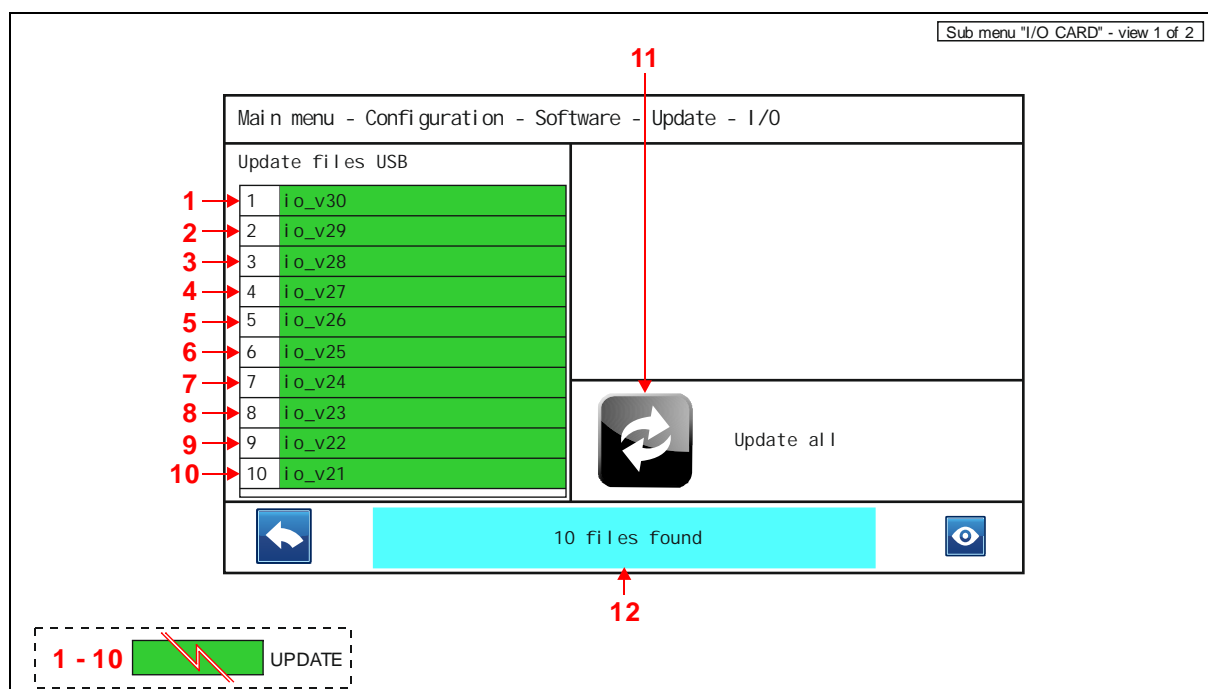 Sub menu "I/O CARD" - view 1 of 2
11
Main menu - Configuration - Software - Update - I/O
Update files USB
1 1 io_v30
2 2 io_v29
3 3 io_v28
4 4 io_v27
5 5 io_v26
6 6 io_v25
7 7 io_v24
8 8 io_v23
9 9 io_v22
10 10 io_v21
Update all
10 files found
12
1 - 10 UPDATE